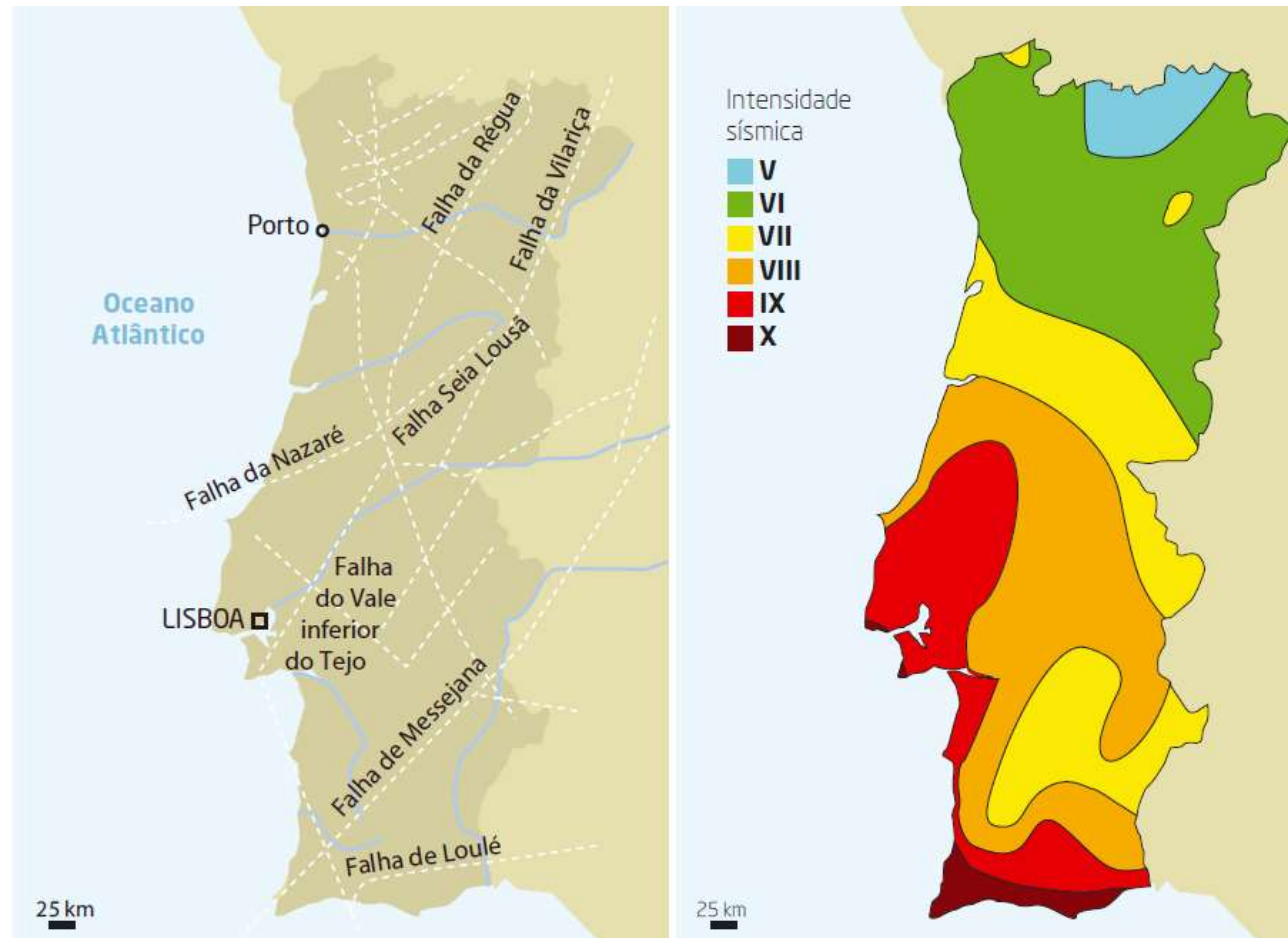 Falha da Régua
Falha da Vilariça
Porto
Oceano
Atlântico
Falha Seia Lousã
Falha da Nazaré
Falha
do Vale
inferior
do Tejo
LISBOA
Falha de Messejana
Falha de Loulé
25 km
Intensidade
sísmica
V
VI
VII
VIII
IX
X
25 km